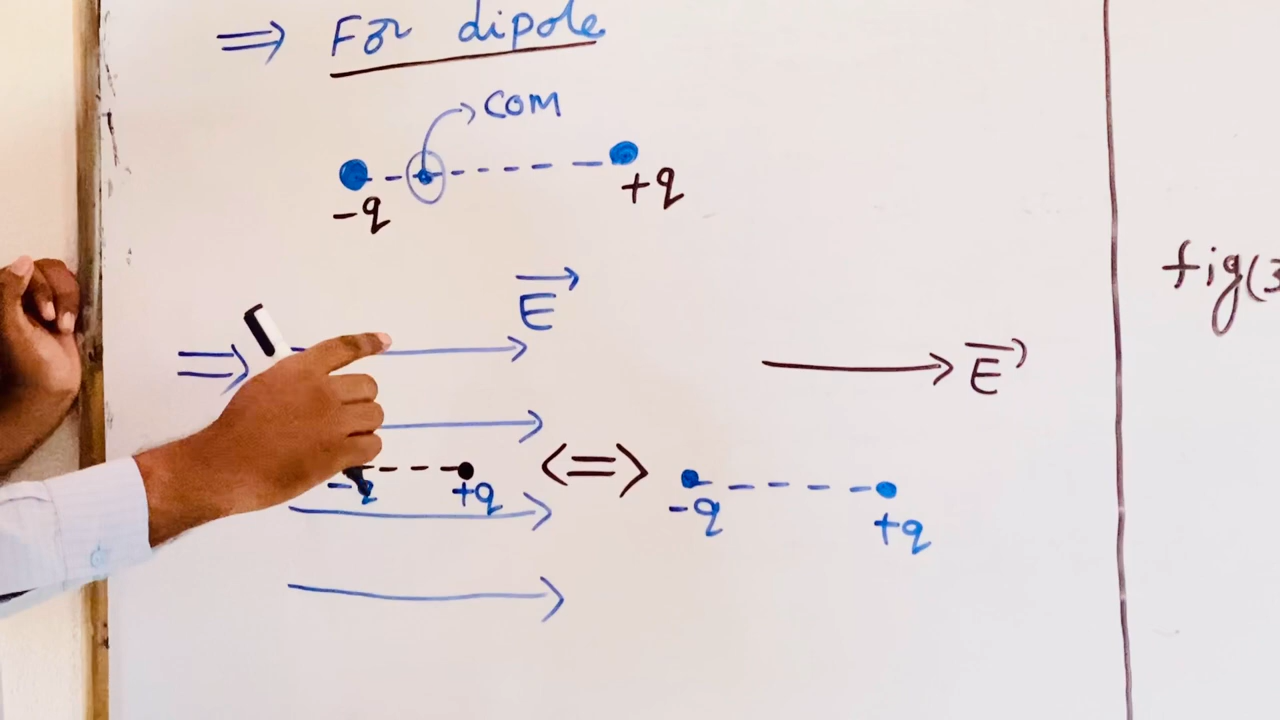 ⇒ For dipole
COM
-q +q
E
⇒
E
⇔
-q +q
-q +q
fig(3